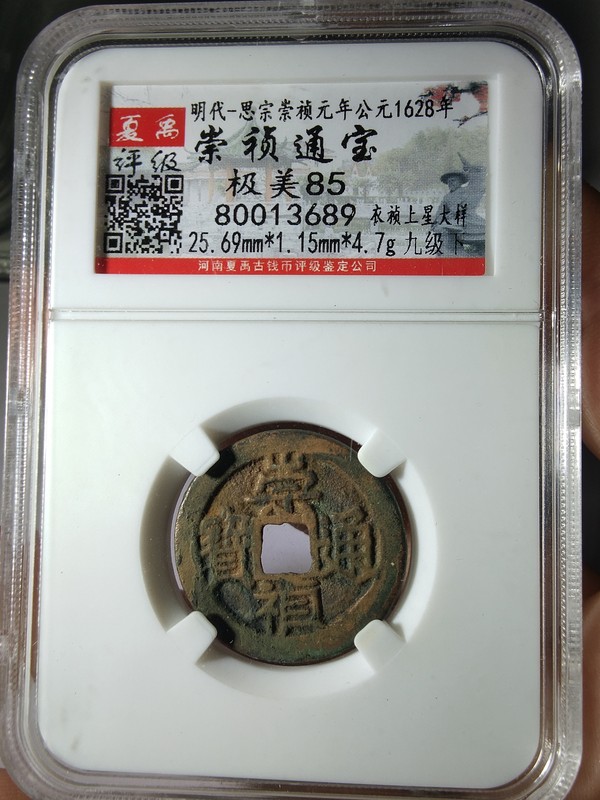 夏禹
评级
明代-思宗崇祯元年公元1628年
崇祯通宝
极美85
80013689 衣祯上星大样
25.69mm*1.15mm*4.7g 九级下
河南夏禹古钱币评级鉴定公司
崇
寶 通
禎